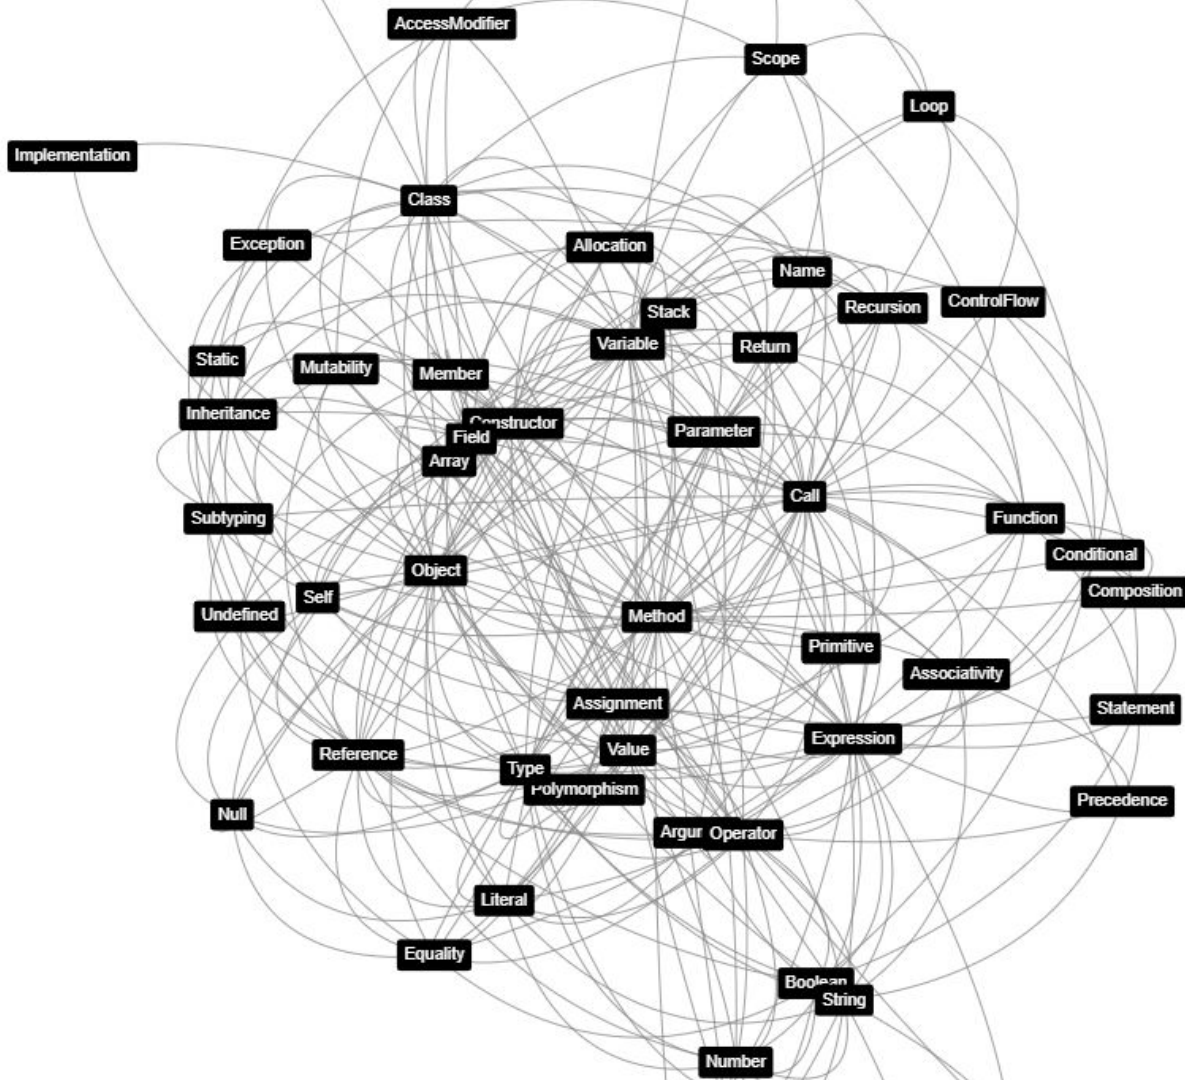 AccessModifier
Scope
Loop
Implementation
Class
Exception
Allocation
Name
Stack
Recursion
ControlFlow
Variable
Return
Static
Mutability
Member
Inheritance
Constructor
Field
Parameter
Array
Call
Subtyping
Function
Conditional
Object
Composition
Self
Undefined
Method
Primitive
Associativity
Assignment
Statement
Expression
Value
Reference
Type
Polymorphism
Precedence
Null
Argur
Operator
Literal
Equality
Boolean
String
Number